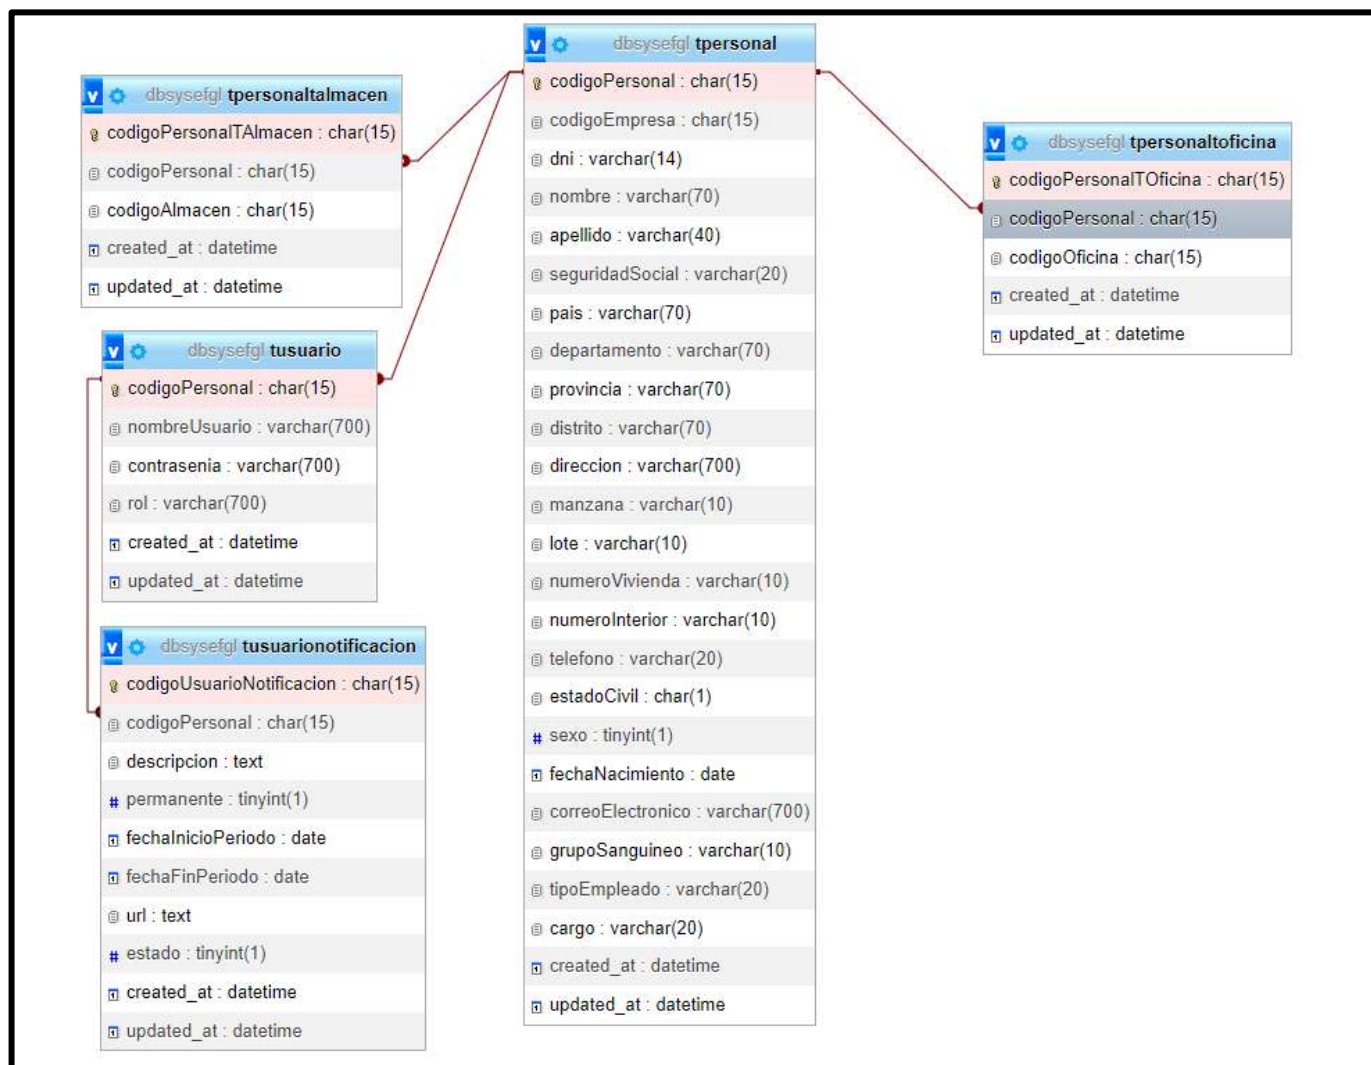 dbsysefgl tpersonaltalmacen
codigoPersonalTAlmacen : char(15)
codigoPersonal : char(15)
codigoAlmacen : char(15)
created_at : datetime
updated_at : datetime
dbsysefgl tusuario
codigoPersonal : char(15)
nombreUsuario : varchar(700)
contrasenia : varchar(700)
rol : varchar(700)
created_at : datetime
updated_at : datetime
dbsysefgl tusuarionotificacion
codigoUsuarioNotificacion : char(15)
codigoPersonal : char(15)
descripcion : text
# permanente : tinyint(1)
fechaInicioPeriodo : date
fechaFinPeriodo : date
url : text
# estado : tinyint(1)
created_at : datetime
updated_at : datetime
dbsysefgl tpersonal
codigoPersonal : char(15)
codigoEmpresa : char(15)
dni : varchar(14)
nombre : varchar(70)
apellido : varchar(40)
seguridadSocial : varchar(20)
pais : varchar(70)
departamento : varchar(70)
provincia : varchar(70)
distrito : varchar(70)
direccion : varchar(700)
manzana : varchar(10)
lote : varchar(10)
numeroVivienda : varchar(10)
numeroInterior : varchar(10)
telefono : varchar(20)
estadoCivil : char(1)
# sexo : tinyint(1)
fechaNacimiento : date
correoElectronico : varchar(700)
grupoSanguineo : varchar(10)
tipoEmpleado : varchar(20)
cargo : varchar(20)
created_at : datetime
updated_at : datetime
dbsysefgl tpersonaltoficina
codigoPersonalTOficina : char(15)
codigoPersonal : char(15)
codigoOficina : char(15)
created_at : datetime
updated_at : datetime